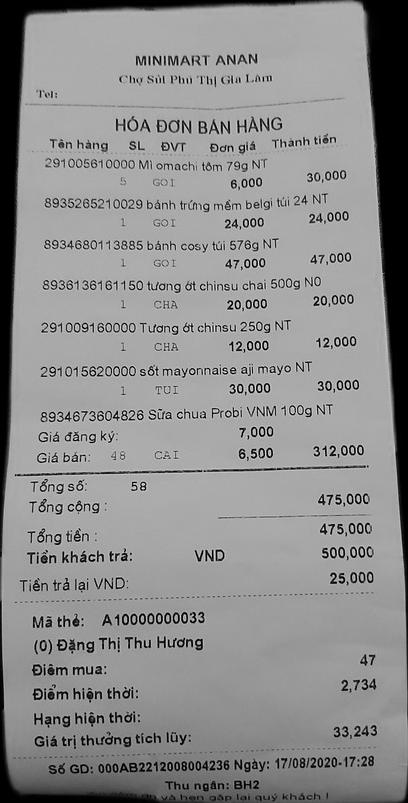 MINIMART ANAN
Chợ Sủi Phú Thị Gia Lâm
Tel:
HÓA ĐƠN BÁN HÀNG
Tên hàng SL ĐVT Đơn giá Thành tiền
291005610000 Mì omachi tôm 79g NT
5 GOI 6,000 30,000
8935265210029 bánh trứng mềm belgi túi 24 NT
1 GOI 24,000 24,000
8934680113885 bánh cosy túi 576g NT
1 GOI 47,000 47,000
8936136161150 tương ớt chinsu chai 500g N0
1 CHA 20,000 20,000
291009160000 Tương ớt chinsu 250g NT
1 CHA 12,000 12,000
291015620000 sốt mayonnaise aji mayo NT
1 TUI 30,000 30,000
8934673604826 Sữa chua Probi VNM 100g NT
Giá đăng ký: 7,000
Giá bán: 48 CAI 6,500 312,000
Tổng số: 58
Tổng cộng : 475,000
Tổng tiền : 475,000
Tiền khách trả: VND 500,000
Tiền trả lại VND: 25,000
Mã thẻ: A10000000033
(0) Đặng Thị Thu Hương
Điểm mua: 47
Điểm hiện thời: 2,734
Hạng hiện thời:
Giá trị thưởng tích lũy: 33,243
Số GD: 000AB2212008004236 Ngày: 17/08/2020-17:28
Thu ngân: BH2
và hẹn gặp lại quý khách !